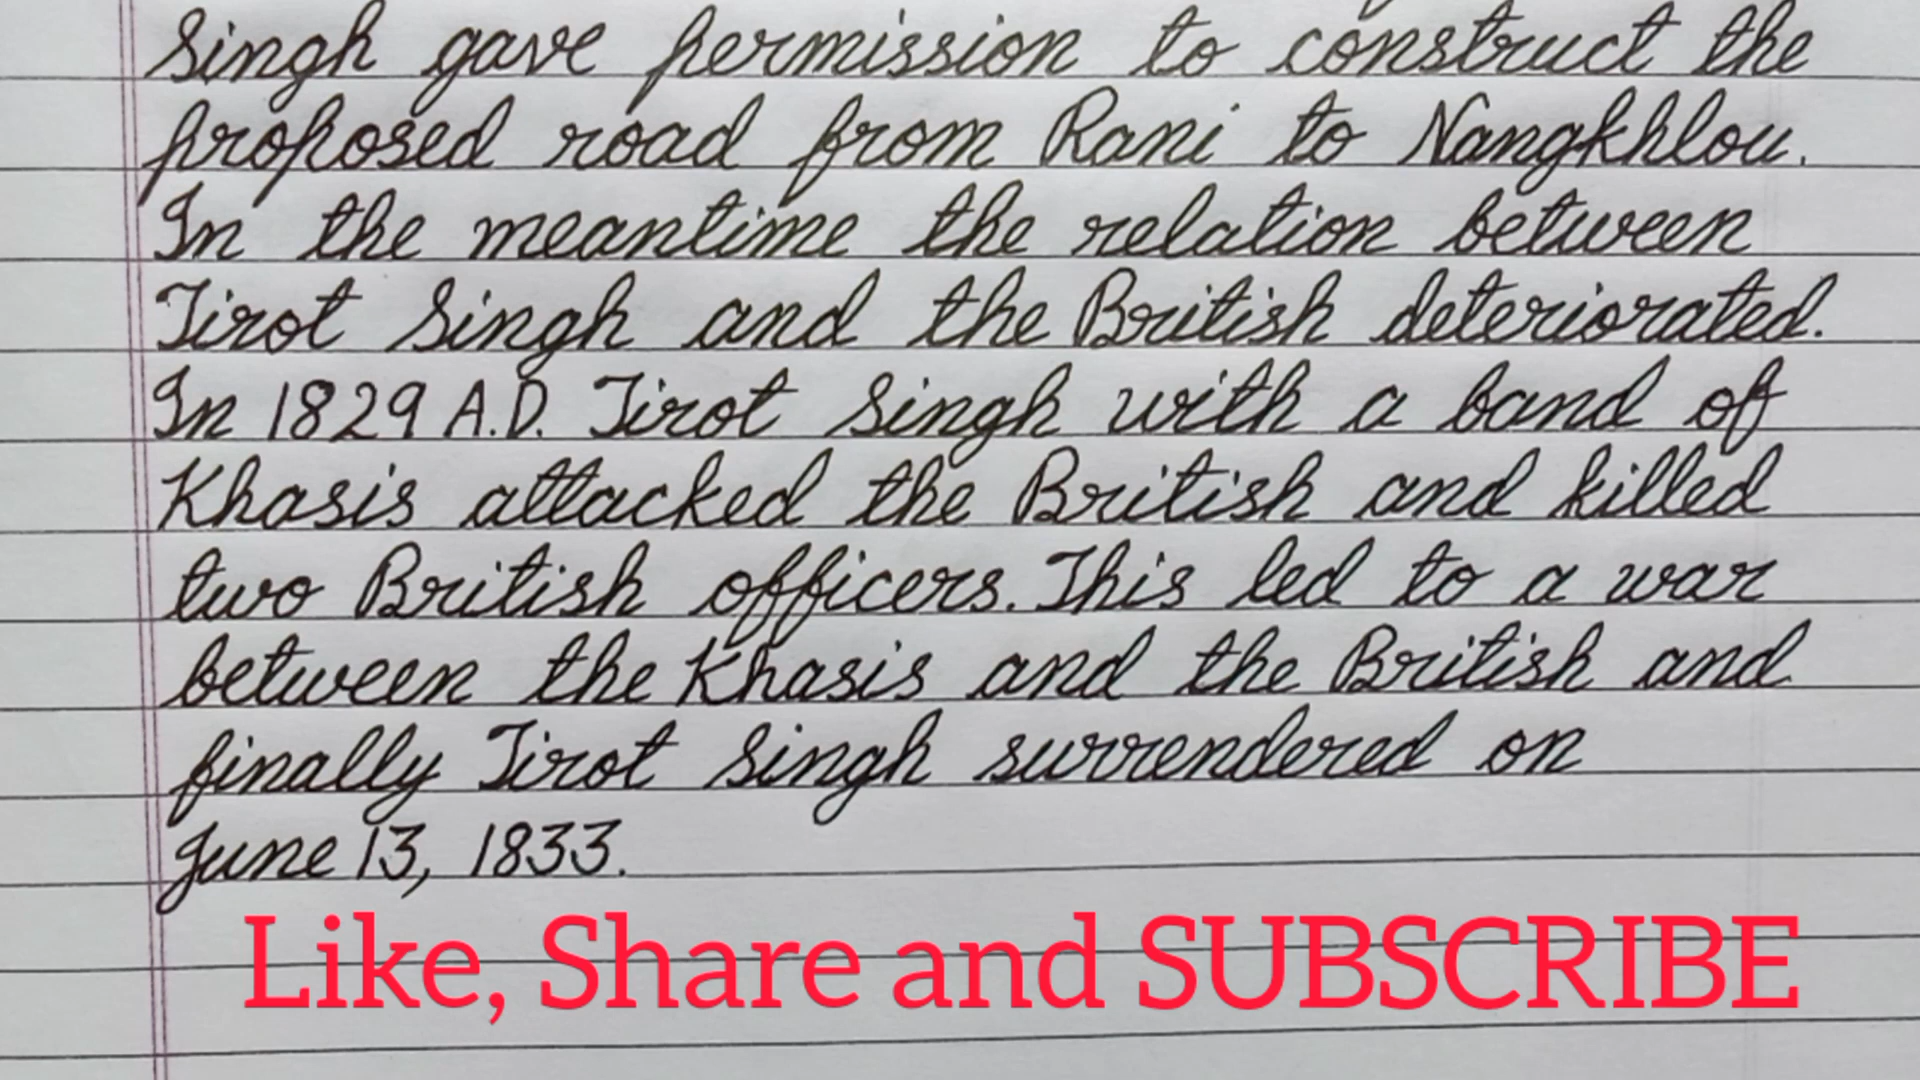 Singh gave permission to construct the
proposed road from Rani to Nangkhlou.
In the meantime the relation between
Tirot Singh and the British deteriorated.
In 1829 A.D. Tirot Singh with a band of
Khasis attacked the British and killed
two British officers. This led to a war
between the Khasis and the British and
finally Tirot Singh surrendered on
June 13, 1833.
Like, Share and SUBSCRIBE